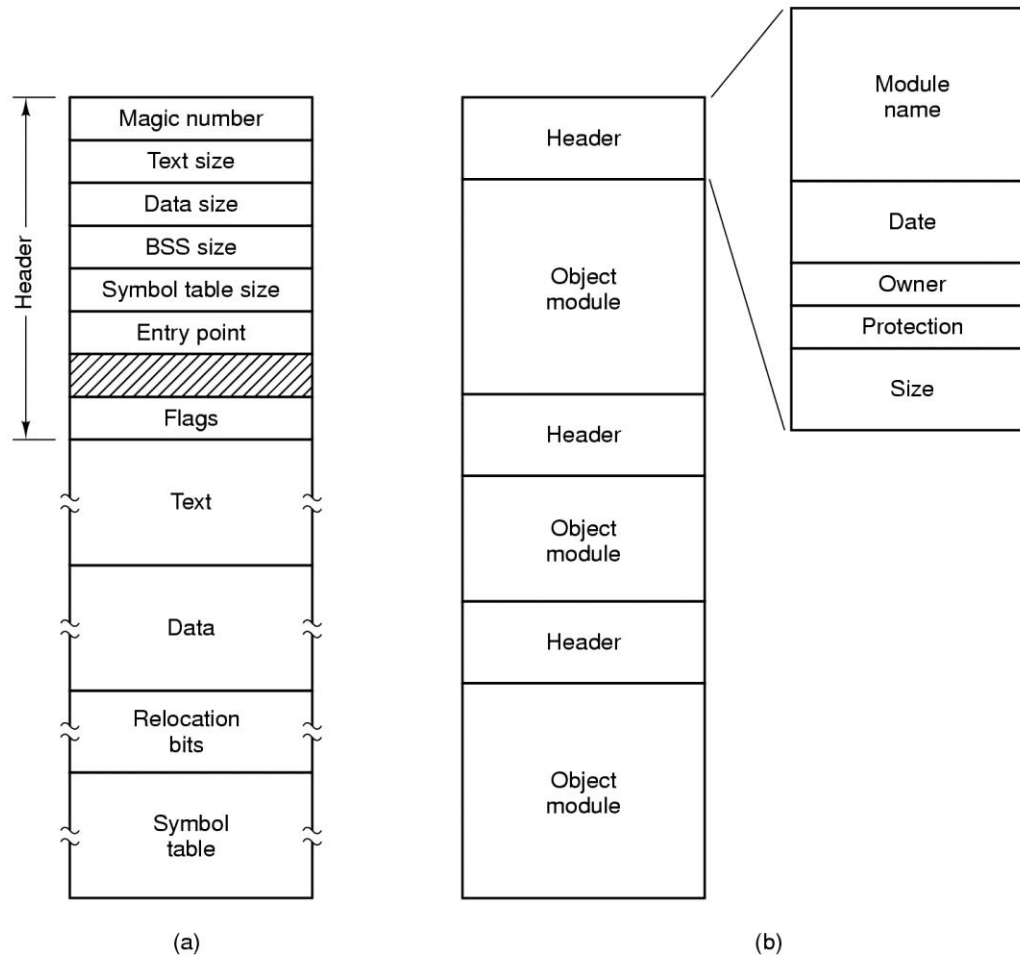 Header
Magic number
Text size
Data size
BSS size
Symbol table size
Entry point
Flags
Text
Data
Relocation
bits
Symbol
table
(a)
Header
Object
module
Header
Object
module
Header
Object
module
Module
name
Date
Owner
Protection
Size
(b)